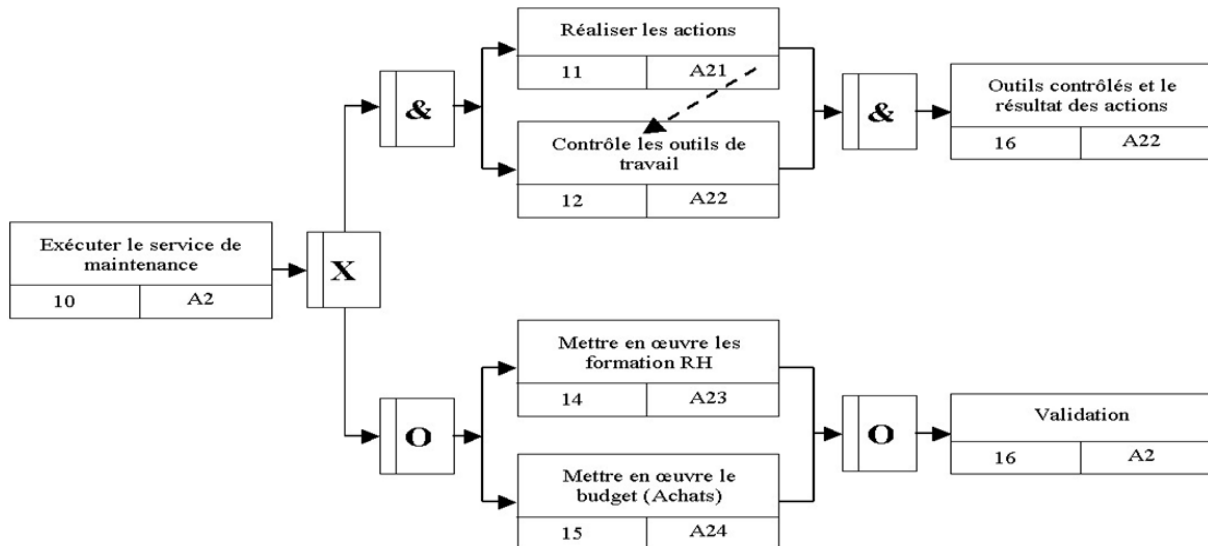 Réaliser les actions
11 A21
&
Contrôle les outils de
travail
12 A22
&
Outils contrôlés et le
résultat des actions
16 A22
Exécuter le service de
maintenance
10 A2
X
Mettre en œuvre les
formation RH
14 A23
O
Mettre en œuvre le
budget (Achats)
15 A24
O
Validation
16 A2